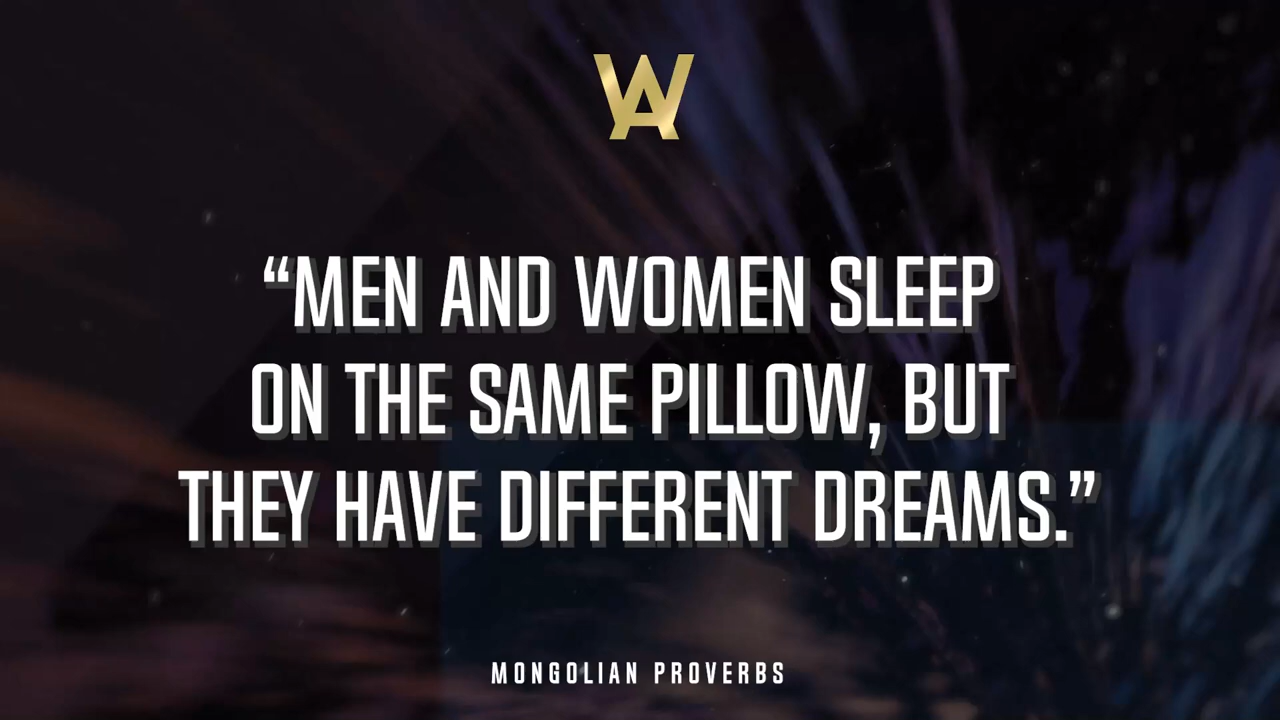 WA
“MEN AND WOMEN SLEEP
ON THE SAME PILLOW, BUT
THEY HAVE DIFFERENT DREAMS.”
MONGOLIAN PROVERBS